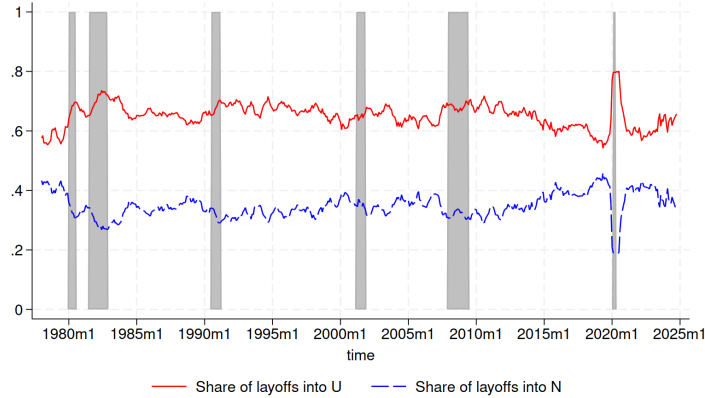 1
.8
.6
.4
.2
0
1980m1 1985m1 1990m1 1995m1 2000m1 2005m1 2010m1 2015m1 2020m1 2025m1
time
Share of layoffs into U Share of layoffs into N